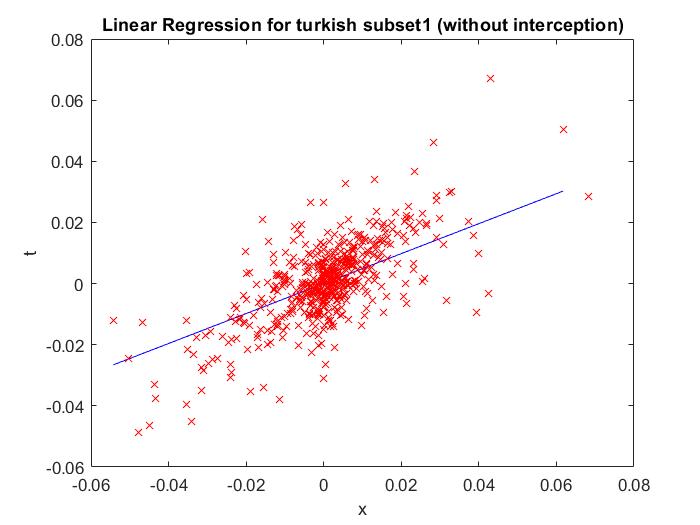 Linear Regression for turkish subset1 (without interception)
0.08
0.06
0.04
0.02
0
-0.02
-0.04
-0.06
t
-0.06 -0.04 -0.02 0 0.02 0.04 0.06 0.08
x